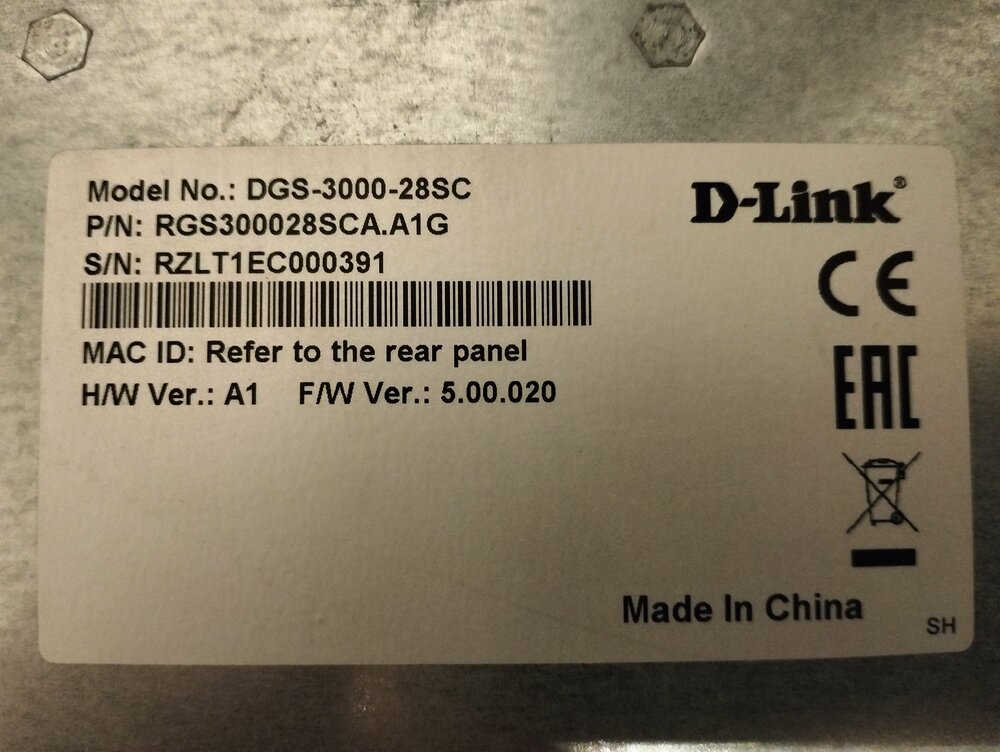 Model No.: DGS-3000-28SC
P/N: RGS300028SCA.A1G
S/N: RZLT1EC000391
MAC ID: Refer to the rear panel
H/W Ver.: A1 F/W Ver.: 5.00.020
D-Link®
CE
EAC
Made In China
SH